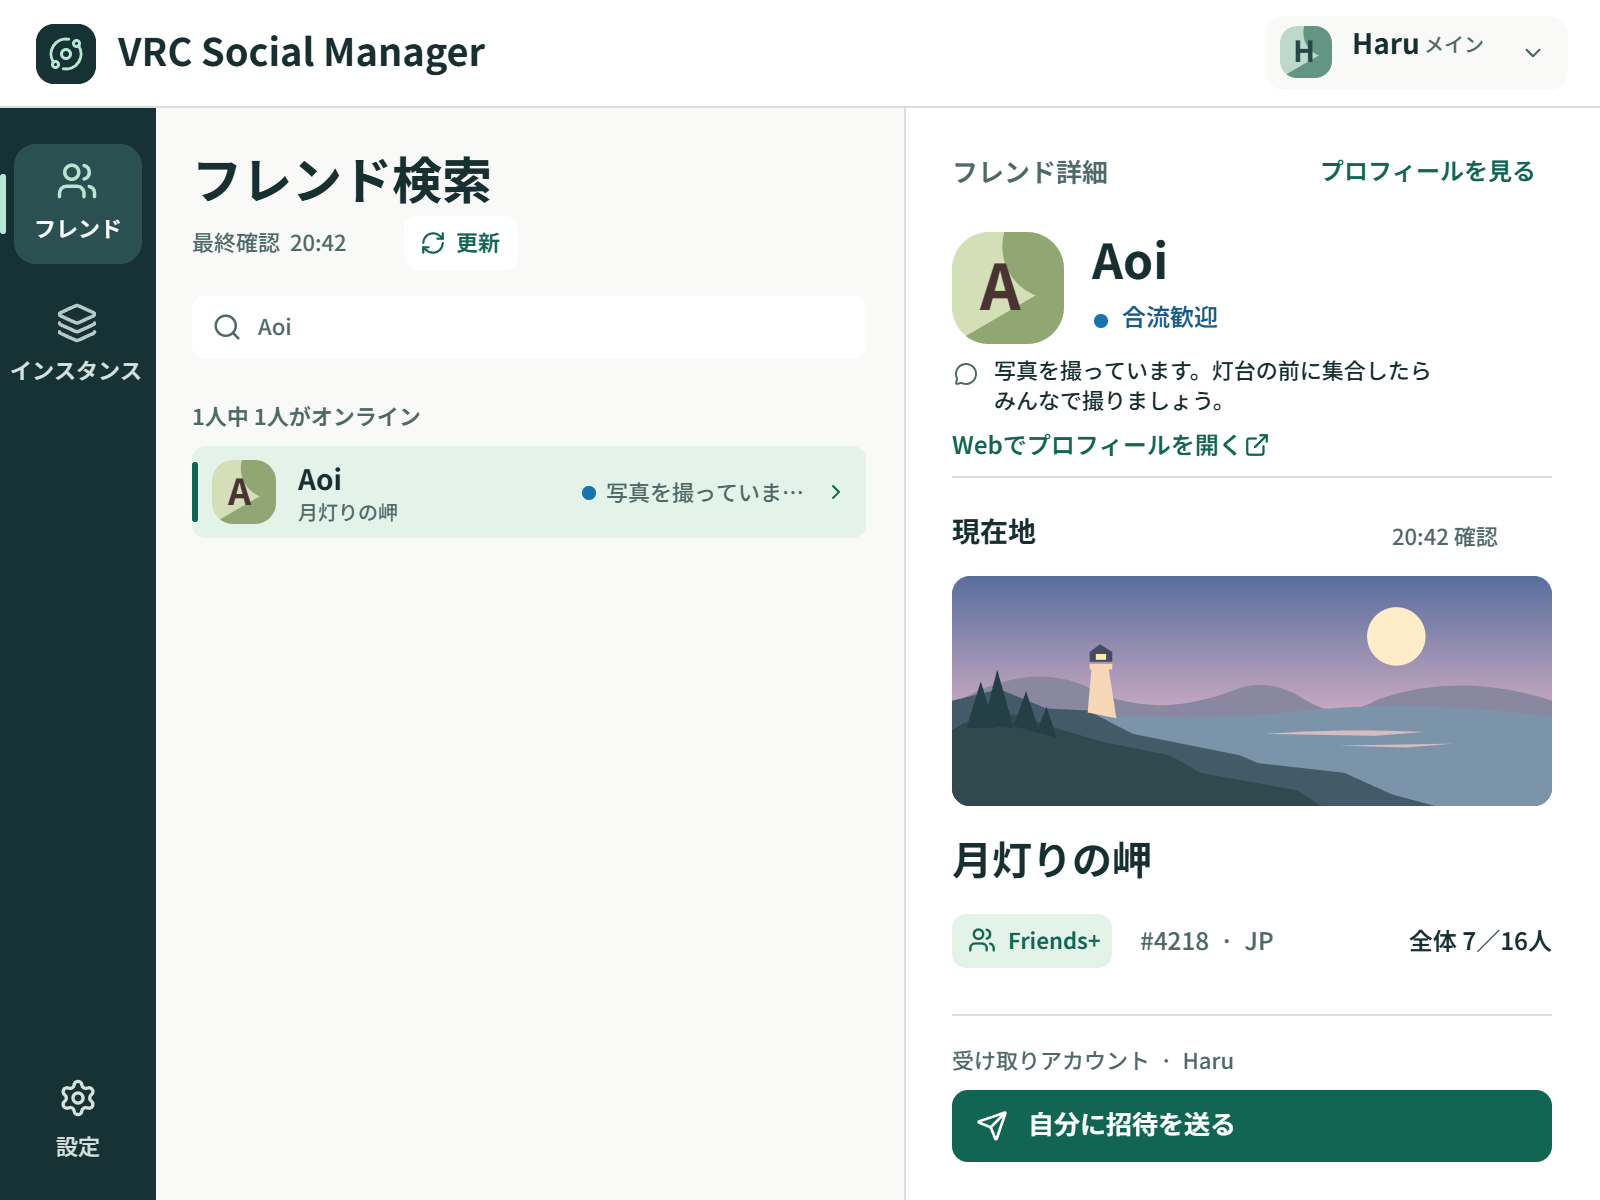 VRC Social Manager
H
Haru メイン
フレンド
インスタンス
設定
フレンド検索
最終確認 20:42
更新
Aoi
1人中 1人がオンライン
A
Aoi
月灯りの岬
写真を撮っていま…
フレンド詳細
プロフィールを見る
A
Aoi
合流歓迎
写真を撮っています。灯台の前に集合したら
みんなで撮りましょう。
Webでプロフィールを開く
現在地
20:42 確認
月灯りの岬
Friends+
#4218 · JP
全体 7／16人
受け取りアカウント · Haru
自分に招待を送る